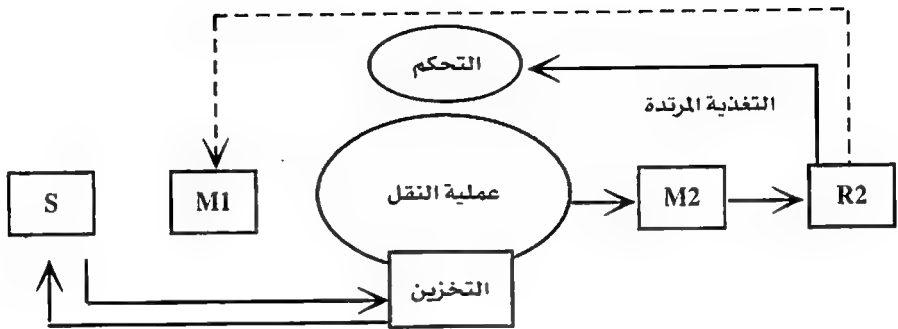 التحكم
التغذية المرتدة
S
M1
عملية النقل
M2
R2
التخزين